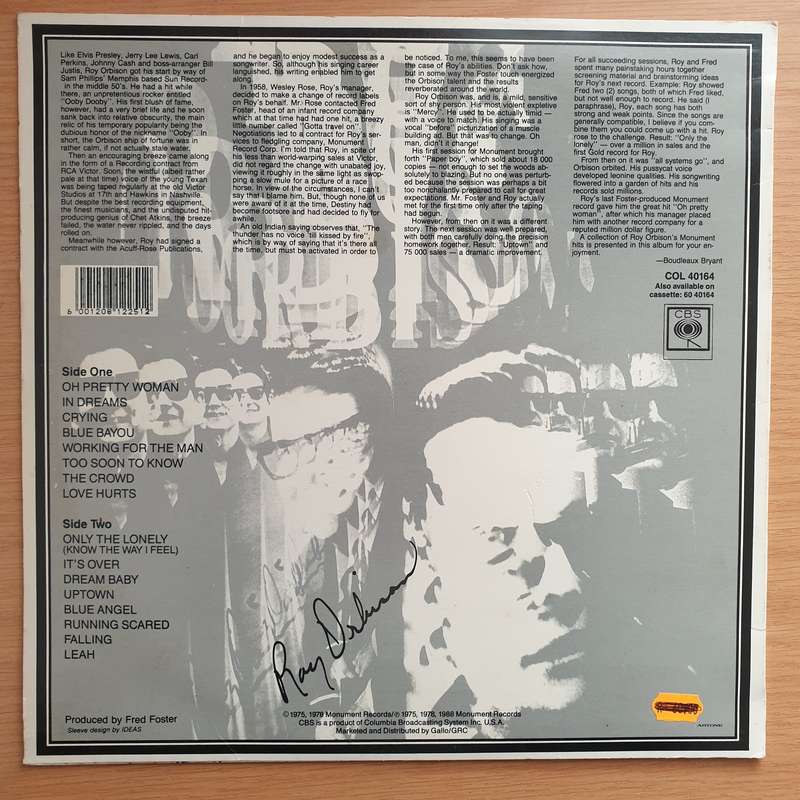 Like Elvis Presley, Jerry Lee Lewis, Carl
Perkins, Johnny Cash and boss-arranger Bill
Justis, Roy Orbison got his start by way of
Sam Phillips' Memphis based Sun Record-
in the middle 50's. He had a hit while
there, an unpretentious rocker entitled
"Ooby Dooby". His first blush of fame,
however, had a very brief life and he soon
sank back into relative obscurity, the main
relic of his temporary popularity being the
dubious honor of the nickname "Ooby". In
short, the Orbison ship of fortune was in
rather calm, if not actually stale water.
Then an encouraging breeze came along
in the form of a Recording contract from
RCA Victor. Soon, the wistful (albeit rather
pale at that time) voice of the young Texan
was being taped regularly at the old Victor
Studios at 17th and Hawkins in Nashville.
But despite the best recording equipment,
the finest musicians, and the undisputed hit-
producing genius of Chet Atkins, the breeze
failed, the water never rippled, and the days
rolled on.
Meanwhile however, Roy had signed a
contract with the Acuff-Rose Publications,
and he began to enjoy modest success as a
songwriter. So, although his singing career
languished, his writing enabled him to get
along.
In 1958, Wesley Rose, Roy's manager,
decided to make a change of record labels
on Roy's behalf. Mr. Rose contacted Fred
Foster, head of an infant record company
which at that time had had one hit, a breezy
little number called "(Gotta travel on".
Negotiations led to a contract for Roy's ser-
vices to fledgling company, Monument
Record Corp. I'm told that Roy, in spite of
his less than world-warping sales at Victor,
did not regard the change with unabated joy,
viewing it roughly in the same light as swop-
ping a slow mule for a picture of a race
horse. In view of the circumstances, I can't
say that I blame him. But, though none of us
were aware of it at the time, Destiny had
become footsore and had decided to fly for
awhile.
An old Indian saying observes that, "The
thunder has no voice 'till kissed by fire",
which is by way of saying that it's there all
the time, but must be activated in order to
be noticed. To me, this seems to have been
the case of Roy's abilities. Don't ask how,
but in some way the Foster touch energized
the Orbison talent and the results
reverberated around the world.
Roy Orbison was, and is, a mild, sensitive
sort of shy person. His most violent expletive
is "Mercy". He used to be actually timid —
with a voice to match. His singing was a
vocal "before" picturization of a muscle
building ad. But that was to change. Oh
man, didn't it change!
His first session for Monument brought
forth "Paper boy", which sold about 18 000
copies — not enough to set the woods ab-
solutely to blazing. But no one was perturb-
ed because the session was perhaps a bit
too nonchalantly prepared to call for great
expectations. Mr. Foster and Roy actually
met for the first time only after the taping
had begun.
However, from then on it was a different
story. The next session was well prepared,
with both men carefully doing the precision
homework needed. Result: "Uptown" and
75 000 sales — a dramatic improvement.
For all succeeding sessions, Roy and Fred
spent many painstaking hours together
screening material and brainstorming ideas
for Roy's next record. Example: Roy showed
Fred two (2) songs, both of which Fred liked,
but not well enough to record. He said (I
paraphrase), Roy, each song has both
strong and weak points. Since the songs are
generally compatible, I believe if you com-
bine them you could come up with a hit. Roy
rose to the challenge. Result: "Only the
lonely" — over a million in sales and the
first Gold record for Roy.
From then on it was "all systems go", and
Orbison orbited. His pussycat voice
developed leonine qualities. His songwriting
flowered into a garden of hits and his
records sold millions.
Roy's last Foster-produced Monument
record gave him the great hit "Oh pretty
woman", after which his manager placed
him with another record company for a
reputed million dollar figure.
A collection of Roy Orbison's Monument
hits is presented in this album for your en-
joyment.
—Boudleaux Bryant
COL 40164
Also available on
cassette: 60 40164
CBS
6 001208 122512
Side One
OH PRETTY WOMAN
IN DREAMS
CRYING
BLUE BAYOU
WORKING FOR THE MAN
TOO SOON TO KNOW
THE CROWD
LOVE HURTS
Side Two
ONLY THE LONELY
(KNOW THE WAY I FEEL)
IT'S OVER
DREAM BABY
UPTOWN
BLUE ANGEL
RUNNING SCARED
FALLING
LEAH
Roy Orbison
Produced by Fred Foster
Sleeve design by IDEAS
©1975, 1978 Monument Records/℗ 1975, 1978, 1988 Monument Records
CBS is a product of Columbia Broadcasting System Inc. U.S.A.
Marketed and Distributed by Gallo/GRC
ARTONE